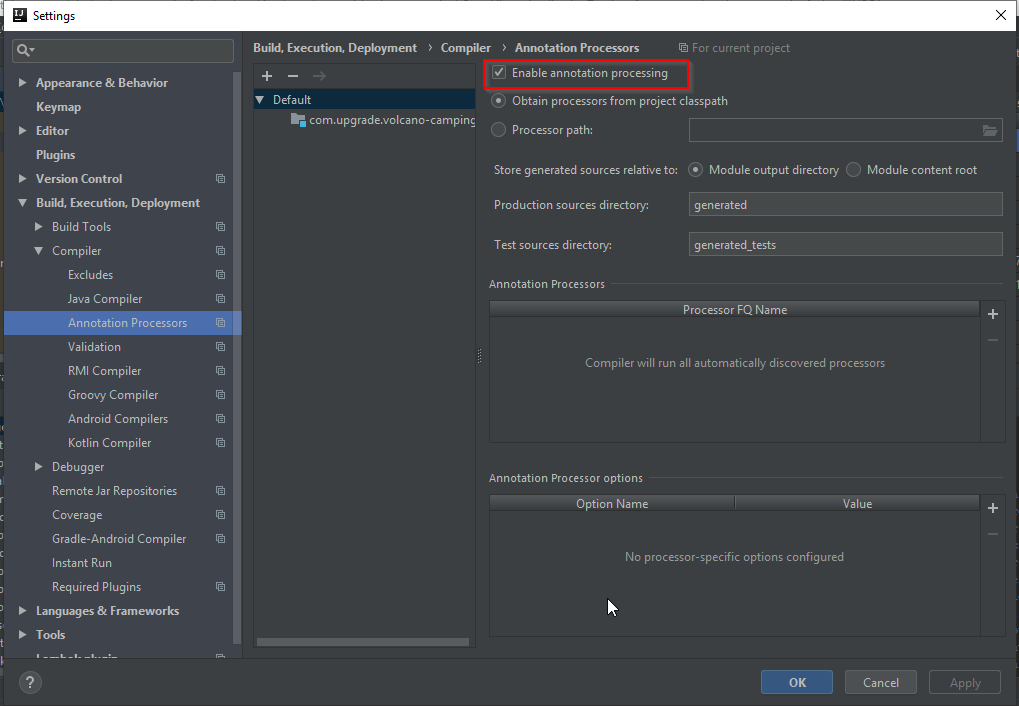 Settings
Build, Execution, Deployment › Compiler › Annotation Processors For current project
Appearance & Behavior
Keymap
Editor
Plugins
Version Control
Build, Execution, Deployment
Build Tools
Compiler
Excludes
Java Compiler
Annotation Processors
Validation
RMI Compiler
Groovy Compiler
Android Compilers
Kotlin Compiler
Debugger
Remote Jar Repositories
Coverage
Gradle-Android Compiler
Instant Run
Required Plugins
Languages & Frameworks
Tools
Lombok plugin
Default
com.upgrade.volcano-camping
Enable annotation processing
Obtain processors from project classpath
Processor path:
Store generated sources relative to: Module output directory Module content root
Production sources directory: generated
Test sources directory: generated_tests
Annotation Processors
Processor FQ Name
Compiler will run all automatically discovered processors
Annotation Processor options
Option Name Value
No processor-specific options configured
? OK Cancel Apply